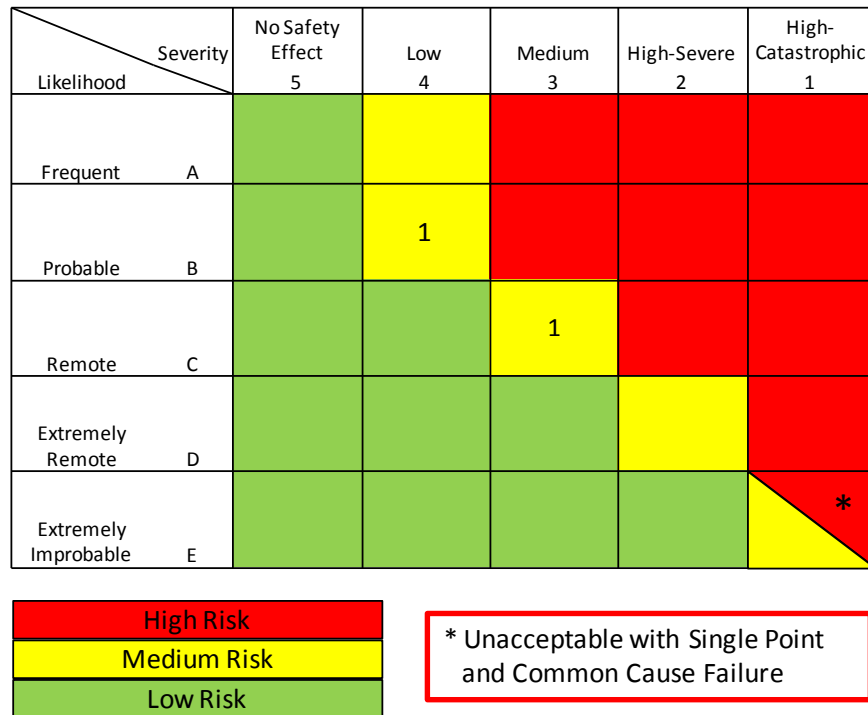 Severity
Likelihood
No Safety
Effect
5
Low
4
Medium
3
High-Severe
2
High-
Catastrophic
1
Frequent A
1
Probable B
1
Remote C
Extremely
Remote D
*
Extremely
Improbable E
High Risk
Medium Risk
Low Risk
* Unacceptable with Single Point
and Common Cause Failure